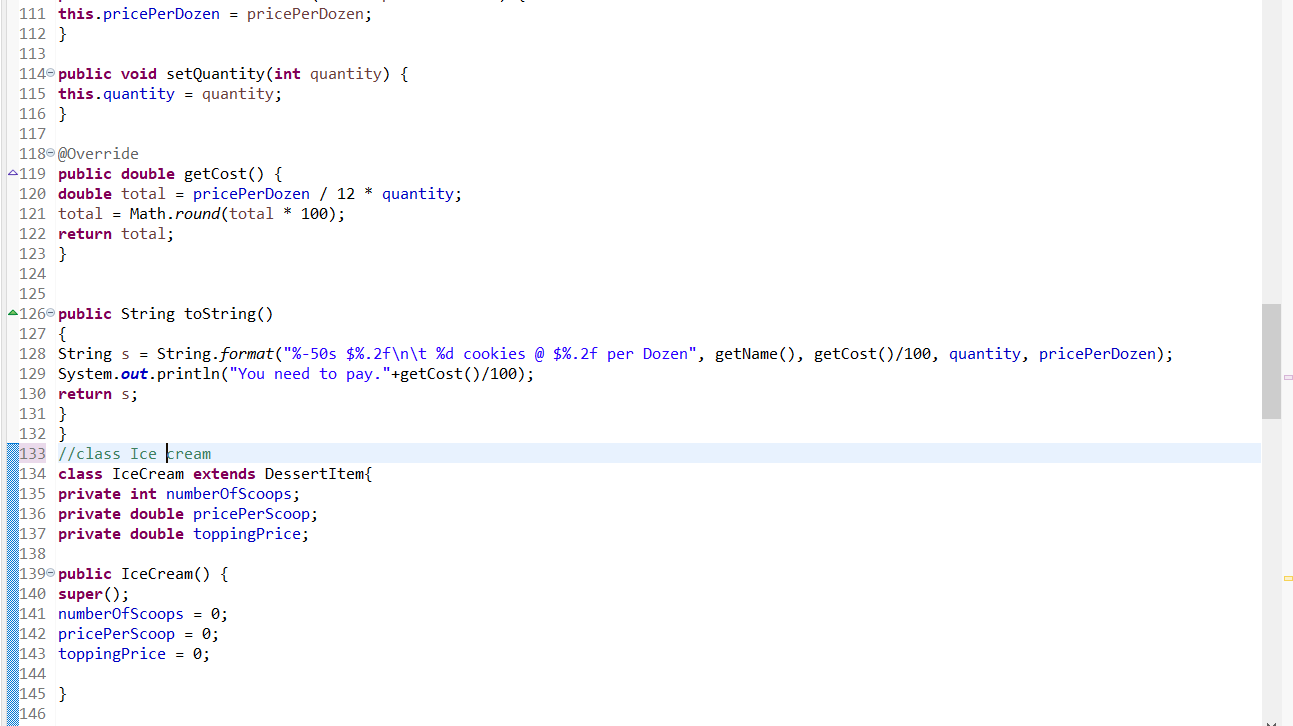 111 this.pricePerDozen = pricePerDozen;
112 }
113
114 public void setQuantity(int quantity) {
115 this.quantity = quantity;
116 }
117
118 @Override
119 public double getCost() {
120 double total = pricePerDozen / 12 * quantity;
121 total = Math.round(total * 100);
122 return total;
123 }
124
125
126 public String toString()
127 {
128 String s = String.format("%-50s $%.2f\n\t %d cookies @ $%.2f per Dozen", getName(), getCost()/100, quantity, pricePerDozen);
129 System.out.println("You need to pay."+getCost()/100);
130 return s;
131 }
132 }
133 //class Ice cream
134 class IceCream extends DessertItem{
135 private int numberOfScoops;
136 private double pricePerScoop;
137 private double toppingPrice;
138
139 public IceCream() {
140 super();
141 numberOfScoops = 0;
142 pricePerScoop = 0;
143 toppingPrice = 0;
144
145 }
146